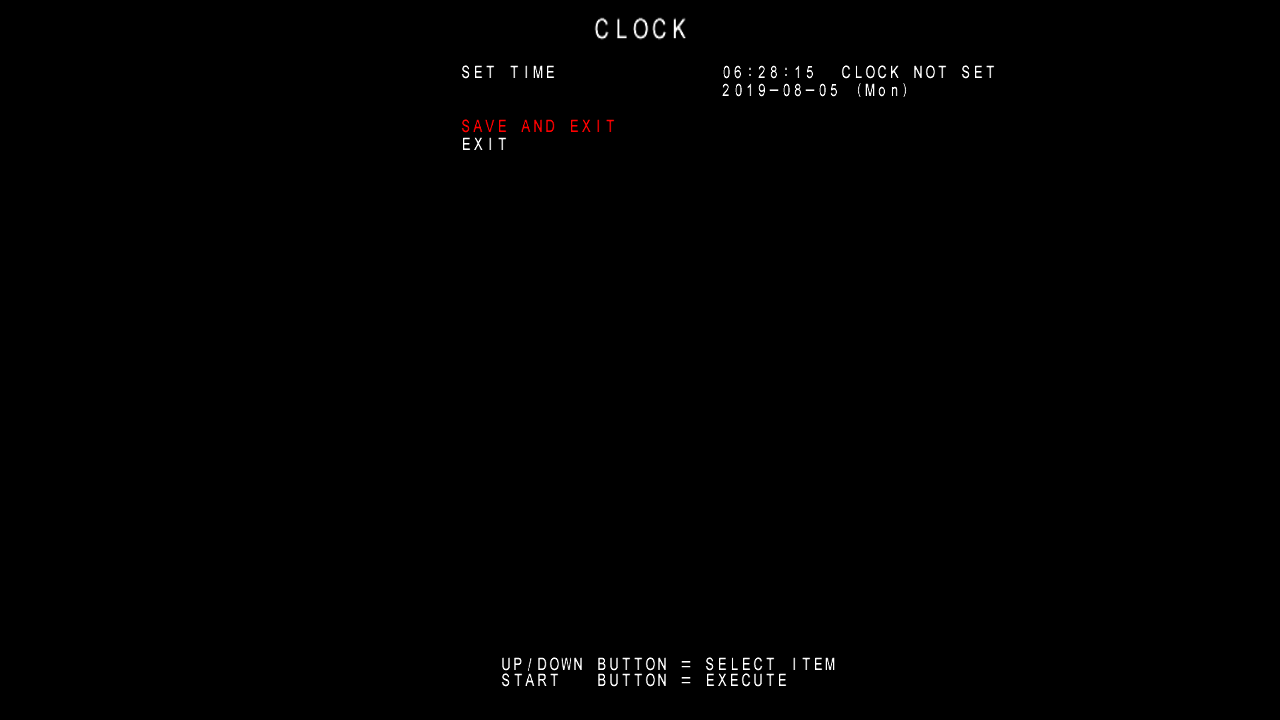 CLOCK
SET TIME 06:28:15 CLOCK NOT SET
2019-08-05 (Mon)
SAVE AND EXIT
EXIT
UP/DOWN BUTTON = SELECT ITEM
START BUTTON = EXECUTE